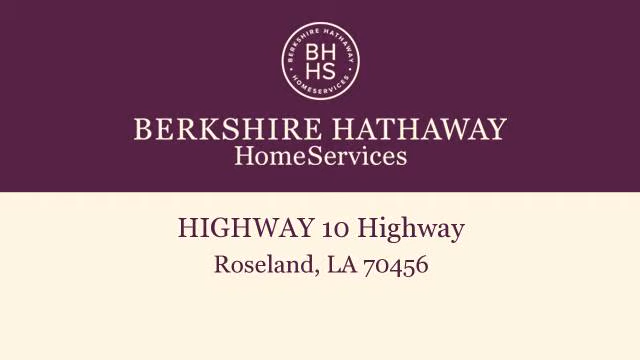 BERKSHIRE HATHAWAY
BH
HS
HOMESERVICES
BERKSHIRE HATHAWAY
HomeServices
HIGHWAY 10 Highway
Roseland, LA 70456